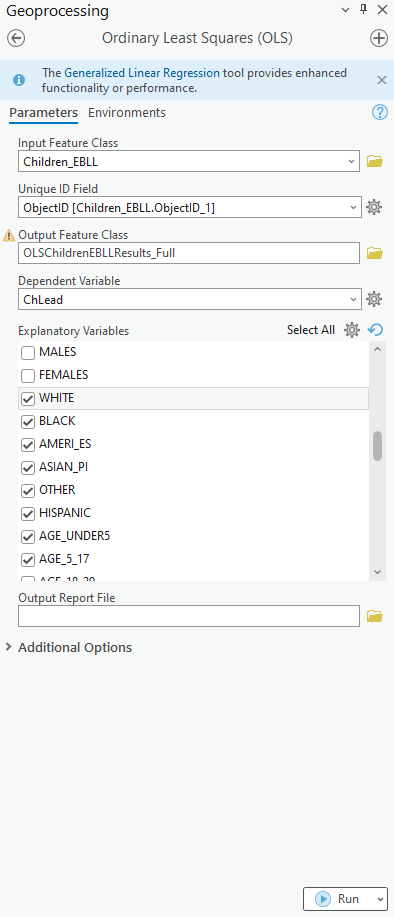 Geoprocessing
Ordinary Least Squares (OLS)
The Generalized Linear Regression tool provides enhanced
functionality or performance.
Parameters Environments
Input Feature Class
Children_EBLL
Unique ID Field
ObjectID [Children_EBLL.ObjectID_1]
Output Feature Class
OLSChildrenEBLLResults_Full
Dependent Variable
ChLead
Explanatory Variables Select All
MALES
FEMALES
WHITE
BLACK
AMERI_ES
ASIAN_PI
OTHER
HISPANIC
AGE_UNDER5
AGE_5_17
Output Report File
Additional Options
Run